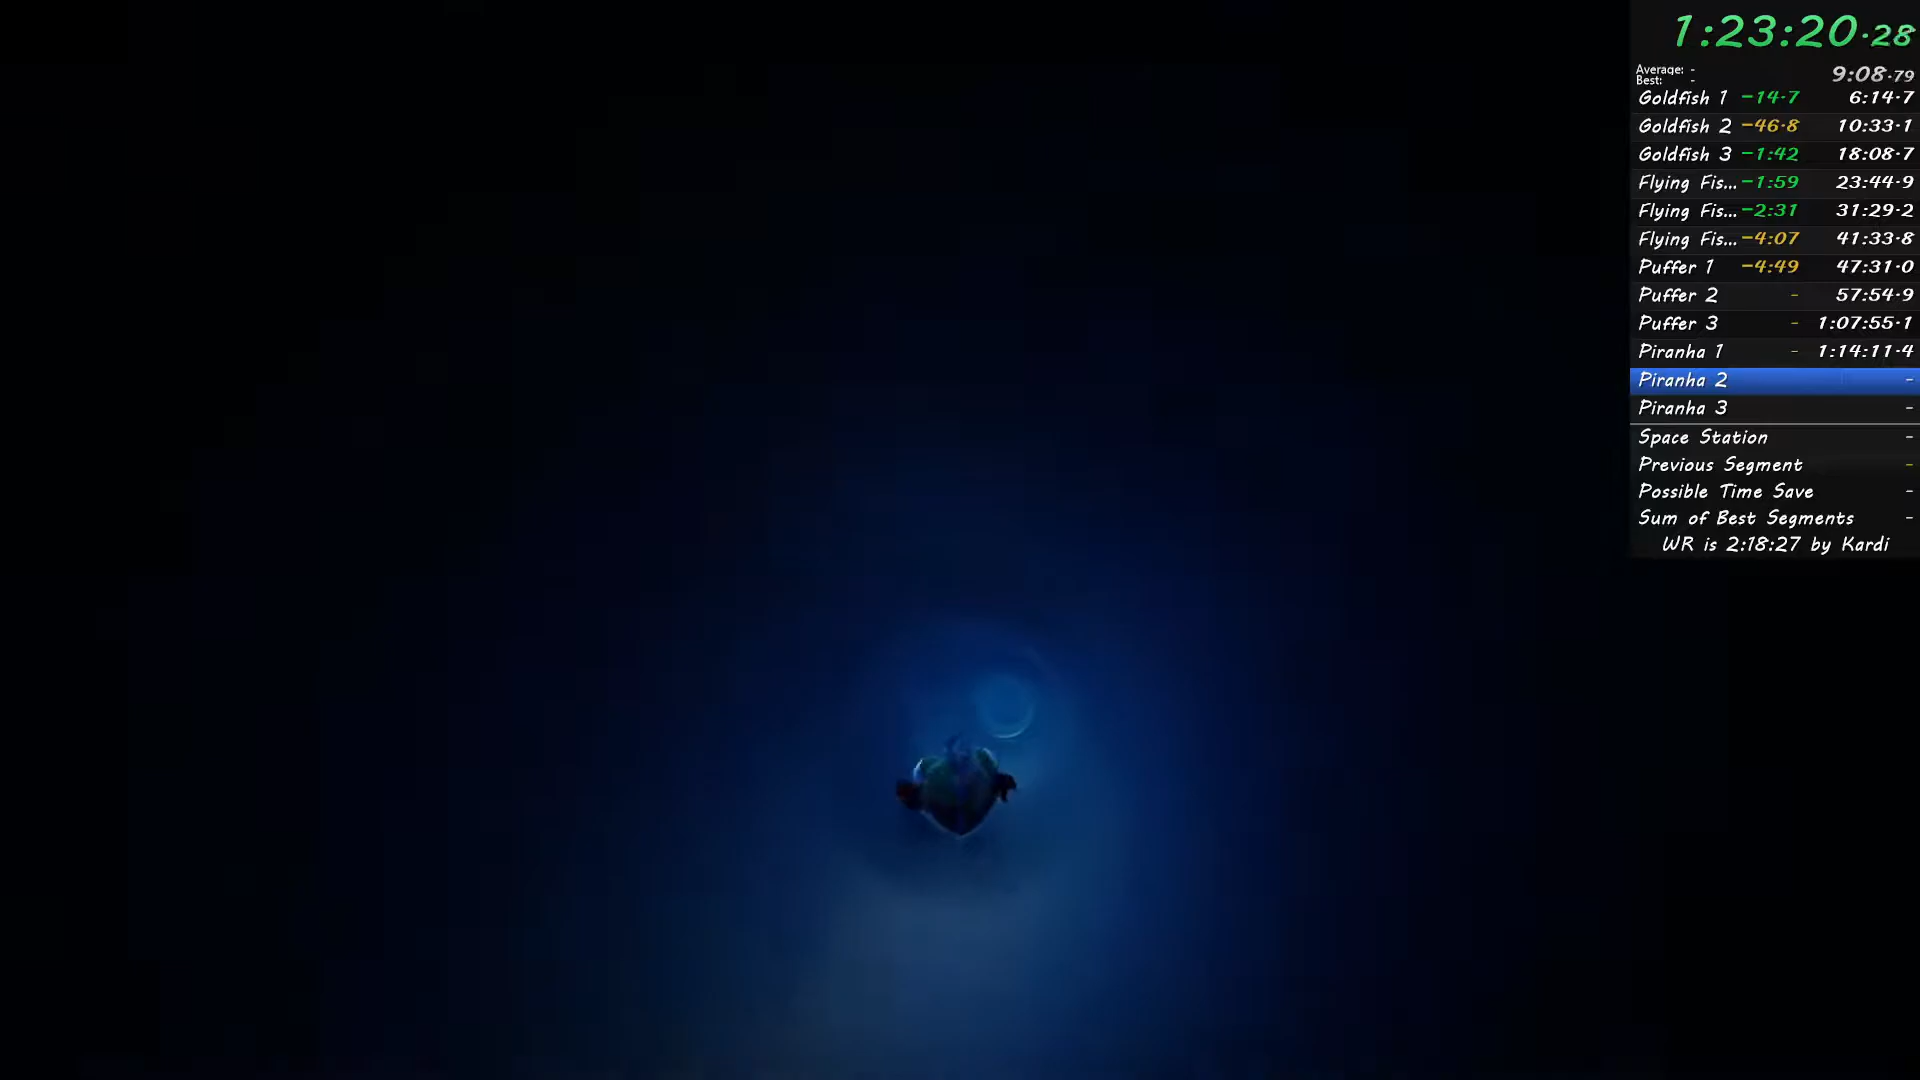 1:23:20.28
Average: -
Best: -
9:08.79
Goldfish 1 -14.7 6:14.7
Goldfish 2 -46.8 10:33.1
Goldfish 3 -1:42 18:08.7
Flying Fis... -1:59 23:44.9
Flying Fis... -2:31 31:29.2
Flying Fis... -4:07 41:33.8
Puffer 1 -4:49 47:31.0
Puffer 2 - 57:54.9
Puffer 3 - 1:07:55.1
Piranha 1 - 1:14:11.4
Piranha 2 -
Piranha 3 -
Space Station -
Previous Segment -
Possible Time Save -
Sum of Best Segments -
WR is 2:18:27 by Kardi